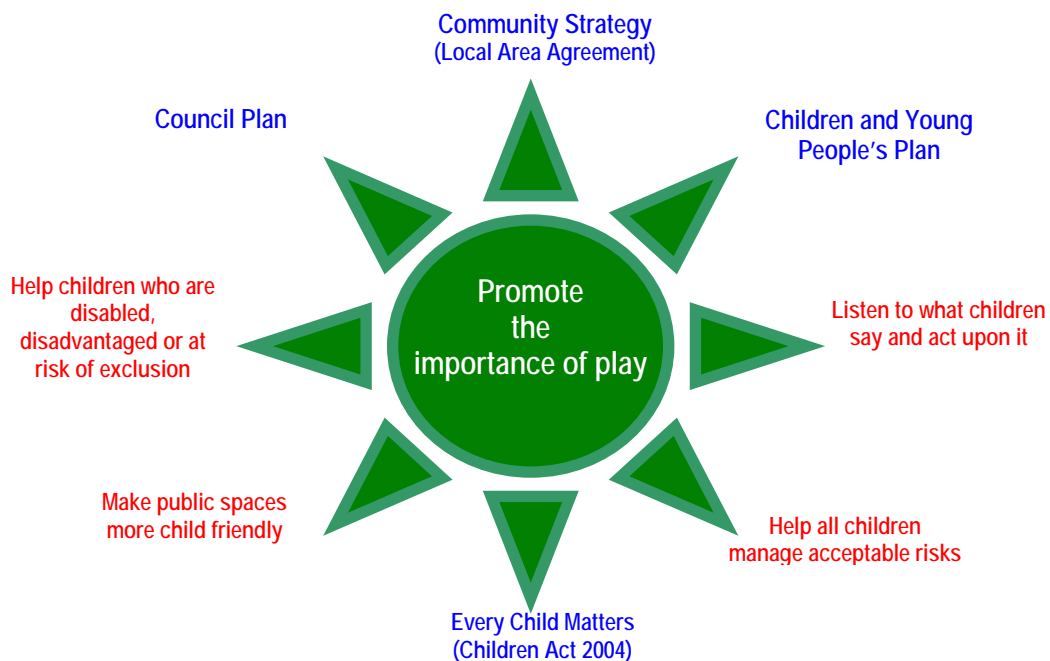 Community Strategy
(Local Area Agreement)
Council Plan
Children and Young
People's Plan
Help children who are
disabled,
disadvantaged or at
risk of exclusion
Promote
the
importance of play
Listen to what children
say and act upon it
Make public spaces
more child friendly
Help all children
manage acceptable risks
Every Child Matters
(Children Act 2004)